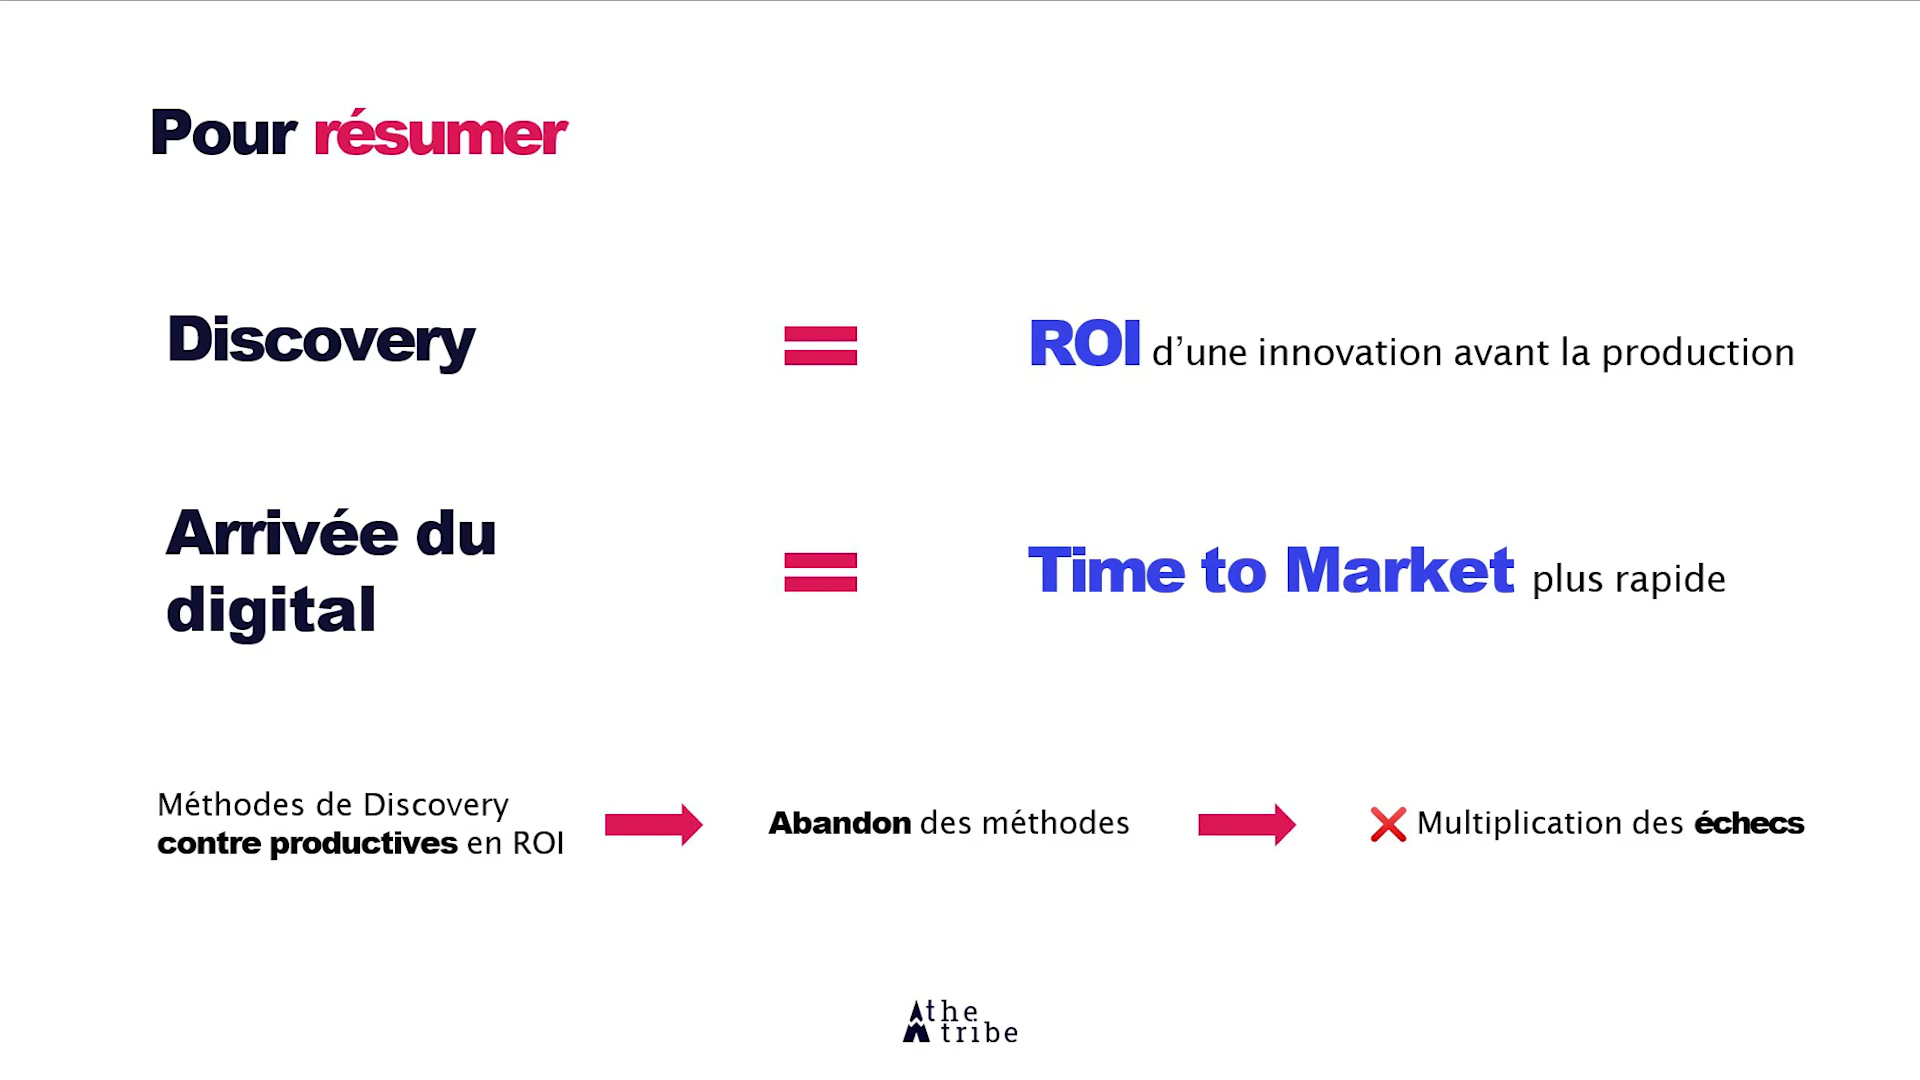 Pour résumer
Discovery
ROI d’une innovation avant la production
Arrivée du
digital
Time to Market plus rapide
Méthodes de Discovery
contre productives en ROI
Abandon des méthodes
❌ Multiplication des échecs
the
tribe